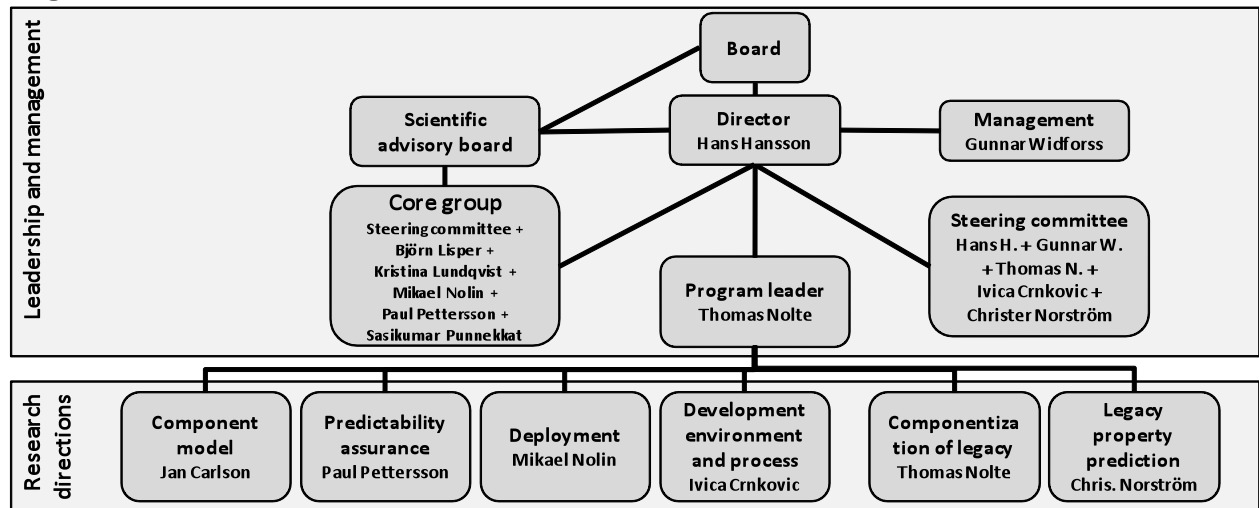 Leadership and management
Board
Scientific
advisory board
Director
Hans Hansson
Management
Gunnar Widforss
Core group
Steering committee +
Björn Lisper +
Kristina Lundqvist +
Mikael Nolin +
Paul Pettersson +
Sasikumar Punnekkat
Program leader
Thomas Nolte
Steering committee
Hans H. + Gunnar W.
+ Thomas N. +
Ivica Crnkovic +
Christer Norström
Research
directions
Component
model
Jan Carlson
Predictability
assurance
Paul Pettersson
Deployment
Mikael Nolin
Development
environment
and process
Ivica Crnkovic
Componentiza
tion of legacy
Thomas Nolte
Legacy
property
prediction
Chris. Norström